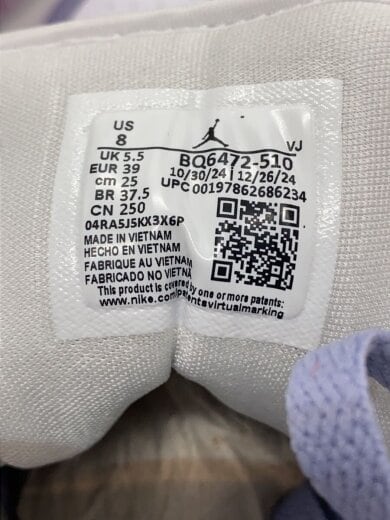 US
8
VJ
UK 5.5
BQ6472-510
EUR 39
10/30/24 | 12/26/24
cm 25
UPC 00197862686234
BR 37.5
CN 250
04RA5J5KX3X6P
MADE IN VIETNAM
HECHO EN VIETNAM
FABRIQUE AU VIETNAM
FABRICADO NO VIETNA
This product is covered by one or more patents:
www.nike.com/patentsvirtualmarking